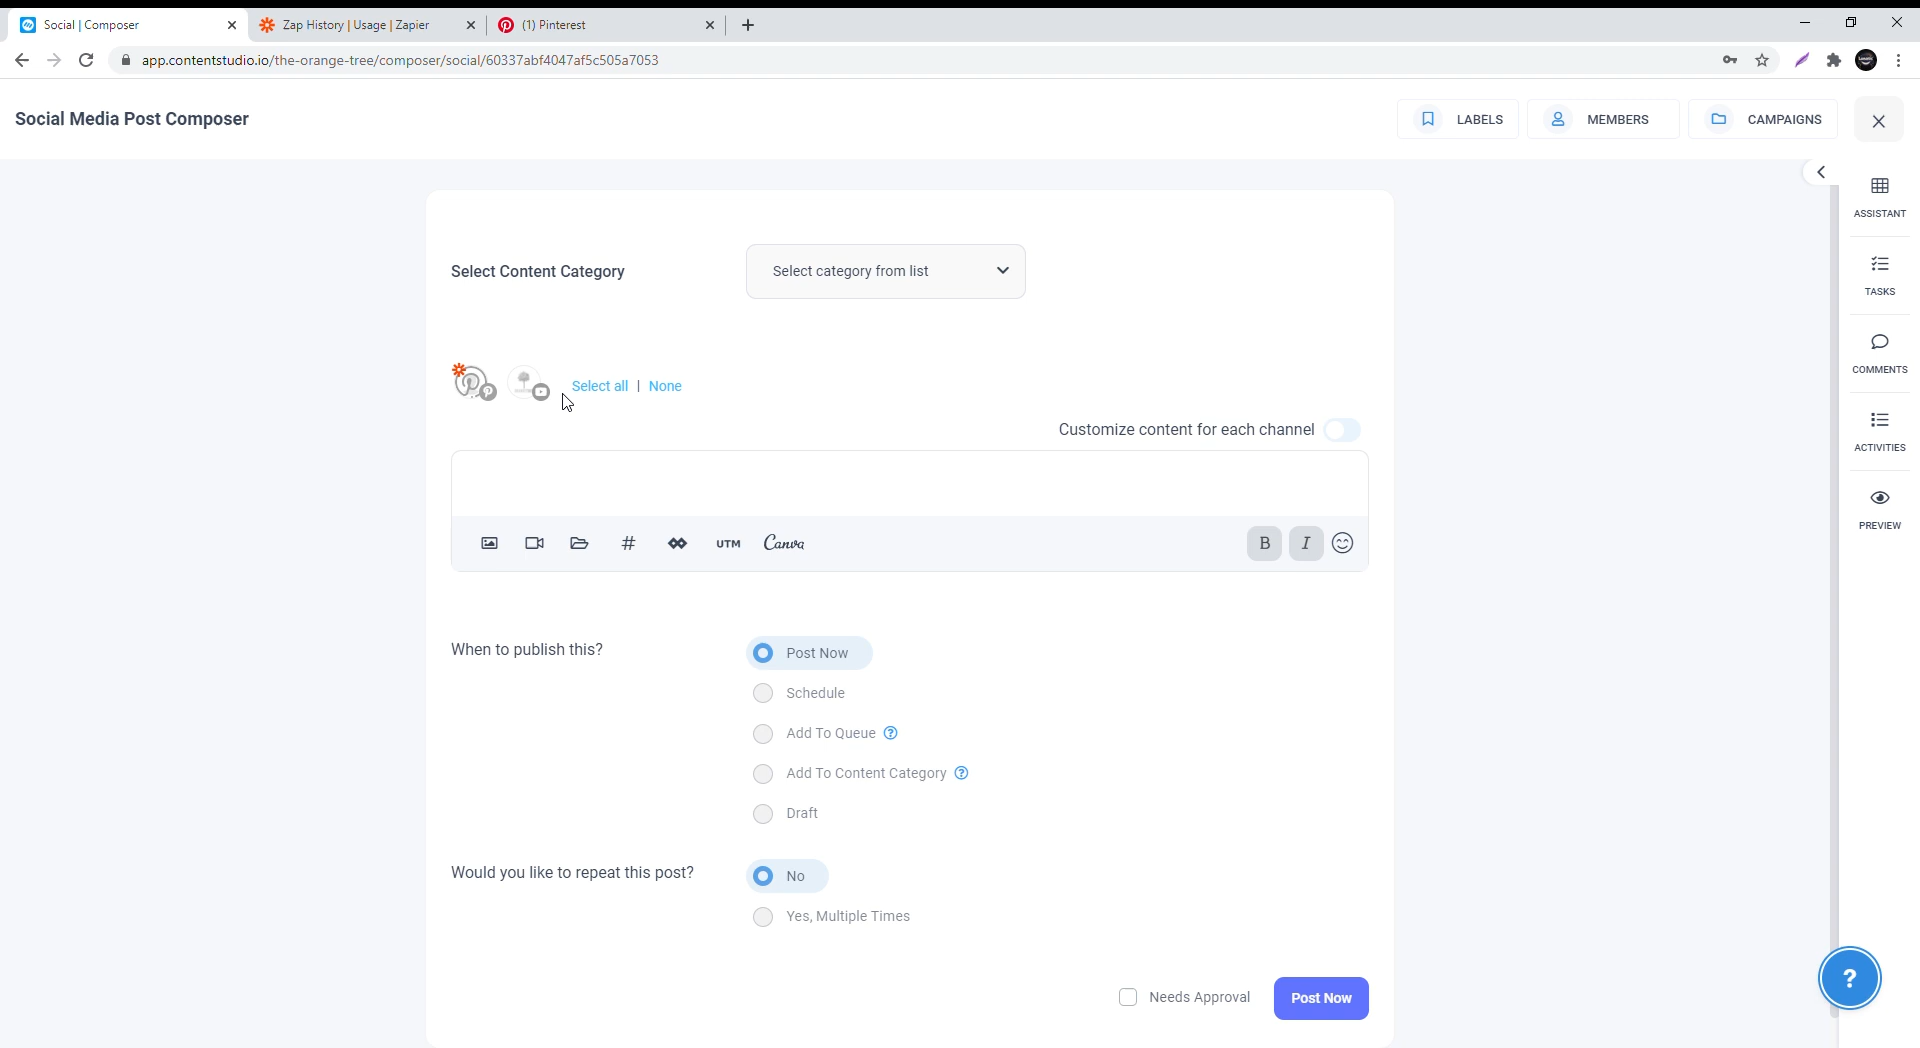 Social | Composer
Zap History | Usage | Zapier
(1) Pinterest
app.contentstudio.io/the-orange-tree/composer/social/60337abf4047af5c505a7053
Social Media Post Composer
LABELS
MEMBERS
CAMPAIGNS
ASSISTANT
Select Content Category
Select category from list
TASKS
COMMENTS
Select all | None
Customize content for each channel
ACTIVITIES
PREVIEW
UTM
Canva
B
I
When to publish this?
Post Now
Schedule
Add To Queue ?
Add To Content Category ?
Draft
Would you like to repeat this post?
No
Yes, Multiple Times
Needs Approval
Post Now
?